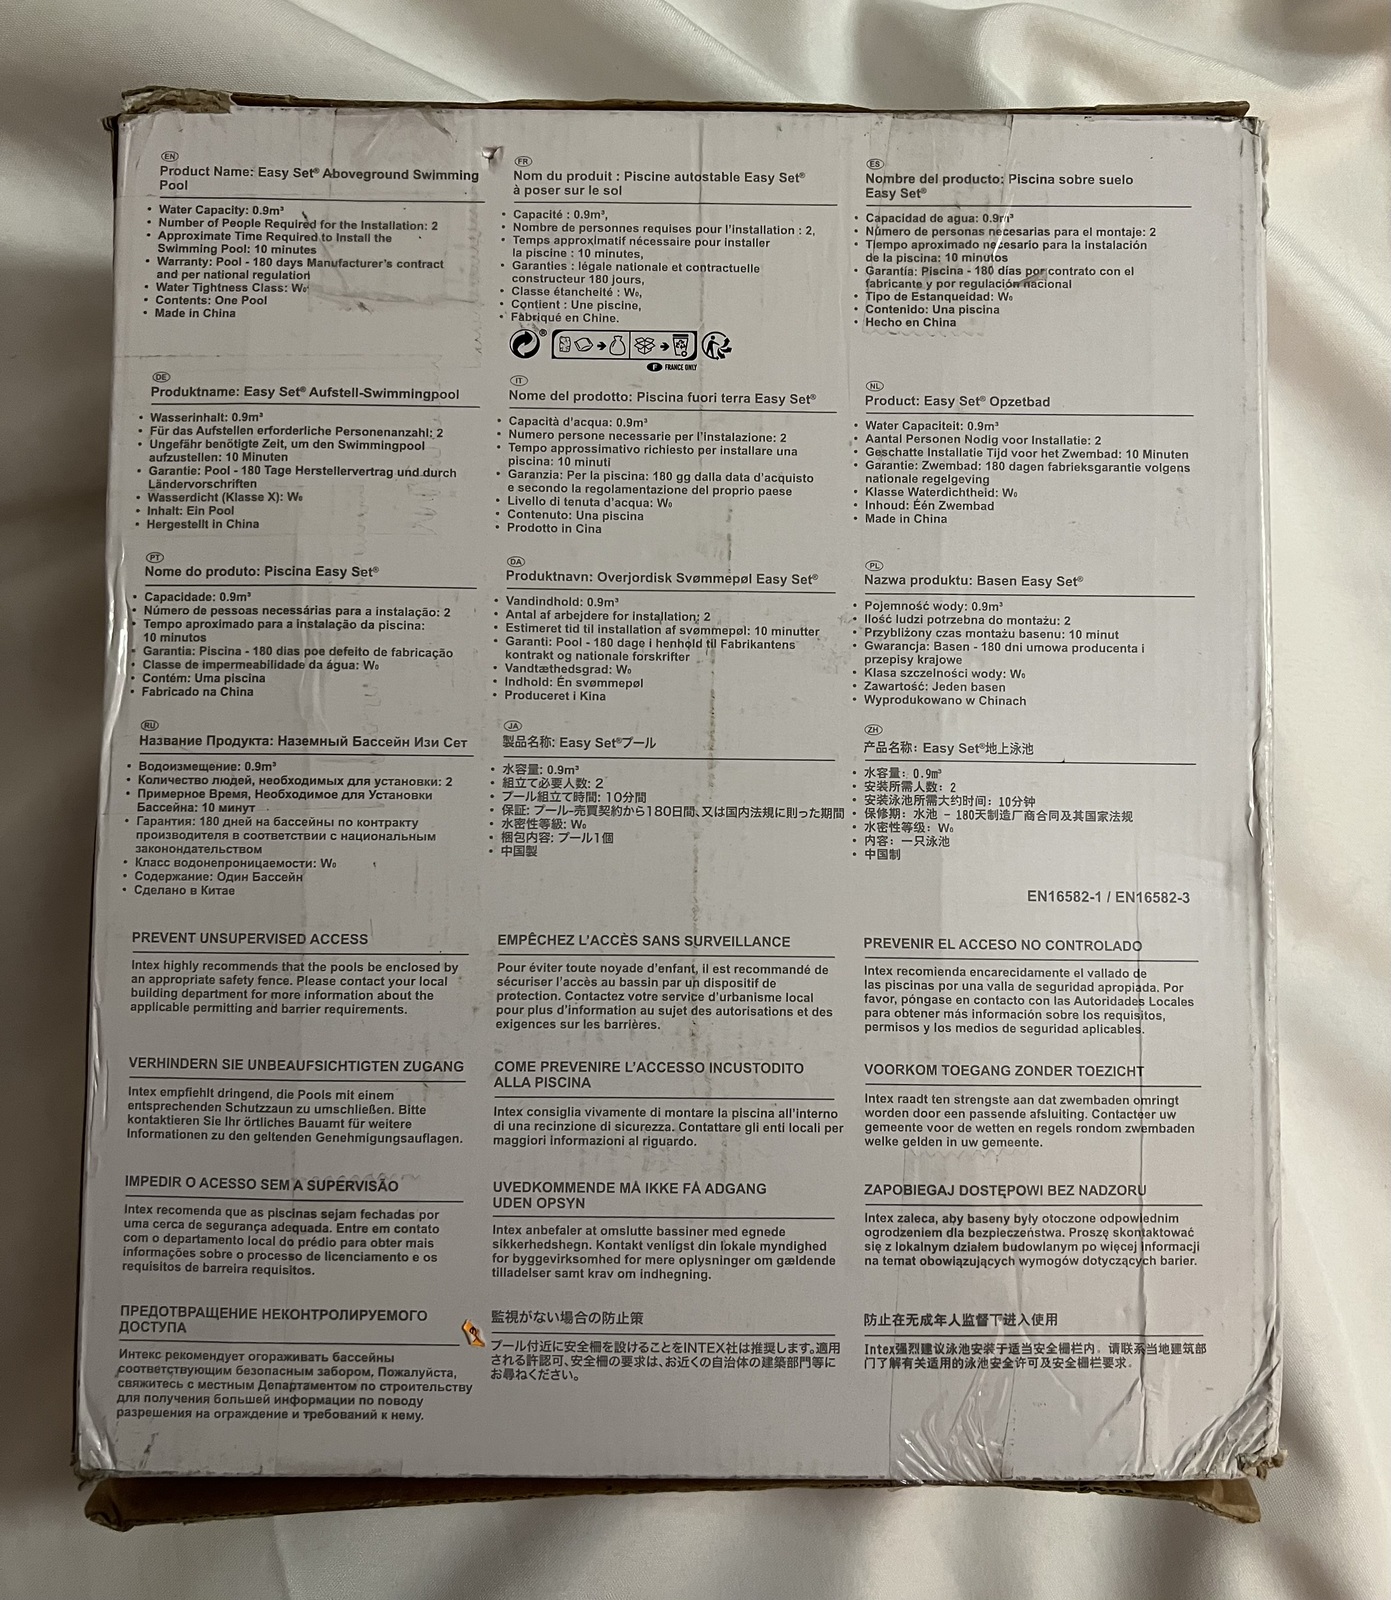 EN
Product Name: Easy Set® Aboveground Swimming
Pool
• Water Capacity: 0.9m³
• Number of People Required for the Installation: 2
• Approximate Time Required to Install the
Swimming Pool: 10 minutes
• Warranty: Pool - 180 days Manufacturer's contract
and per national regulation
• Water Tightness Class: W₀
• Contents: One Pool
• Made in China
FR
Nom du produit : Piscine autostable Easy Set®
à poser sur le sol
• Capacité : 0.9m³,
• Nombre de personnes requises pour l'installation : 2,
• Temps approximatif nécessaire pour installer
la piscine : 10 minutes,
• Garanties : légale nationale et contractuelle
constructeur 180 jours,
• Classe étancheité : W₀,
• Contient : Une piscine,
• Fabriqué en Chine.
F FRANCE ONLY
ES
Nombre del producto: Piscina sobre suelo
Easy Set®
• Capacidad de agua: 0.9m³
• Número de personas necesarias para el montaje: 2
• Tiempo aproximado necesario para la instalación
de la piscina: 10 minutos
• Garantía: Piscina - 180 días por contrato con el
fabricante y por regulación nacional
• Tipo de Estanqueidad: W₀
• Contenido: Una piscina
• Hecho en China
DE
Produktname: Easy Set® Aufstell-Swimmingpool
• Wasserinhalt: 0.9m³
• Für das Aufstellen erforderliche Personenanzahl: 2
• Ungefähr benötigte Zeit, um den Swimmingpool
aufzustellen: 10 Minuten
• Garantie: Pool - 180 Tage Herstellervertrag und durch
Ländervorschriften
• Wasserdicht (Klasse X): W₀
• Inhalt: Ein Pool
• Hergestellt in China
IT
Nome del prodotto: Piscina fuori terra Easy Set®
• Capacità d'acqua: 0.9m³
• Numero persone necessarie per l'instalazione: 2
• Tempo approssimativo richiesto per installare una
piscina: 10 minuti
• Garanzia: Per la piscina: 180 gg dalla data d'acquisto
e secondo la regolamentazione del proprio paese
• Livello di tenuta d'acqua: W₀
• Contenuto: Una piscina
• Prodotto in Cina
NL
Product: Easy Set® Opzetbad
• Water Capaciteit: 0.9m³
• Aantal Personen Nodig voor Installatie: 2
• Geschatte Installatie Tijd voor het Zwembad: 10 Minuten
• Garantie: Zwembad: 180 dagen fabrieksgarantie volgens
nationale regelgeving
• Klasse Waterdichtheid: W₀
• Inhoud: Één Zwembad
• Made in China
PT
Nome do produto: Piscina Easy Set®
• Capacidade: 0.9m³
• Número de pessoas necessárias para a instalação: 2
• Tempo aproximado para a instalação da piscina:
10 minutos
• Garantia: Piscina - 180 dias poe defeito de fabricação
• Classe de impermeabilidade da água: W₀
• Contém: Uma piscina
• Fabricado na China
DA
Produktnavn: Overjordisk Svømmepøl Easy Set®
• Vandindhold: 0.9m³
• Antal af arbejdere for installation: 2
• Estimeret tid til installation af svømmepøl: 10 minutter
• Garanti: Pool - 180 dage i henhold til Fabrikantens
kontrakt og nationale forskrifter
• Vandtæthedsgrad: W₀
• Indhold: Én svømmepøl
• Produceret i Kina
PL
Nazwa produktu: Basen Easy Set®
• Pojemność wody: 0.9m³
• Ilość ludzi potrzebna do montażu: 2
• Przybliżony czas montażu basenu: 10 minut
• Gwarancja: Basen - 180 dni umowa producenta i
przepisy krajowe
• Klasa szczelności wody: W₀
• Zawartość: Jeden basen
• Wyprodukowano w Chinach
RU
Название Продукта: Наземный Бассейн Изи Сет
• Водоизмещение: 0.9m³
• Количество людей, необходимых для установки: 2
• Примерное Время, Необходимое для Установки
Бассейна: 10 минут
• Гарантия: 180 дней на бассейны по контракту
производителя в соответствии с национальным
закононодательством
• Класс водонепроницаемости: W₀
• Содержание: Один Бассейн
• Сделано в Китае
JA
製品名称: Easy Set®プール
• 水容量: 0.9m³
• 組立て必要人数: 2
• プール組立て時間: 10分間
• 保証: プール-売買契約から180日間、又は国内法規に則った期間
• 水密性等級: W₀
• 梱包内容: プール1個
• 中国製
ZH
产品名称: Easy Set®地上泳池
• 水容量: 0.9m³
• 安装所需人数: 2
• 安装泳池所需大约时间: 10分钟
• 保修期: 水池 - 180天制造厂商合同及其国家法规
• 水密性等级: W₀
• 内容: 一只泳池
• 中国制
EN16582-1 / EN16582-3
PREVENT UNSUPERVISED ACCESS
Intex highly recommends that the pools be enclosed by
an appropriate safety fence. Please contact your local
building department for more information about the
applicable permitting and barrier requirements.
EMPÊCHEZ L'ACCÈS SANS SURVEILLANCE
Pour éviter toute noyade d'enfant, il est recommandé de
sécuriser l'accès au bassin par un dispositif de
protection. Contactez votre service d'urbanisme local
pour plus d'information au sujet des autorisations et des
exigences sur les barrières.
PREVENIR EL ACCESO NO CONTROLADO
Intex recomienda encarecidamente el vallado de
las piscinas por una valla de seguridad apropiada. Por
favor, póngase en contacto con las Autoridades Locales
para obtener más información sobre los requisitos,
permisos y los medios de seguridad aplicables.
VERHINDERN SIE UNBEAUFSICHTIGTEN ZUGANG
Intex empfiehlt dringend, die Pools mit einem
entsprechenden Schutzzaun zu umschließen. Bitte
kontaktieren Sie Ihr örtliches Bauamt für weitere
Informationen zu den geltenden Genehmigungsauflagen.
COME PREVENIRE L'ACCESSO INCUSTODITO
ALLA PISCINA
Intex consiglia vivamente di montare la piscina all'interno
di una recinzione di sicurezza. Contattare gli enti locali per
maggiori informazioni al riguardo.
VOORKOM TOEGANG ZONDER TOEZICHT
Intex raadt ten strengste aan dat zwembaden omringt
worden door een passende afsluiting. Contacteer uw
gemeente voor de wetten en regels rondom zwembaden
welke gelden in uw gemeente.
IMPEDIR O ACESSO SEM A SUPERVISÃO
Intex recomenda que as piscinas sejam fechadas por
uma cerca de segurança adequada. Entre em contato
com o departamento local do prédio para obter mais
informações sobre o processo de licenciamento e os
requisitos de barreira requisitos.
UVEDKOMMENDE MÅ IKKE FÅ ADGANG
UDEN OPSYN
Intex anbefaler at omslutte bassiner med egnede
sikkerhedshegn. Kontakt venligst din lokale myndighed
for byggevirksomhed for mere oplysninger om gældende
tilladelser samt krav om indhegning.
ZAPOBIEGAJ DOSTĘPOWI BEZ NADZORU
Intex zaleca, aby baseny były otoczone odpowiednim
ogrodzeniem dla bezpieczeństwa. Proszę skontaktować
się z lokalnym działem budowlanym po więcej informacji
na temat obowiązujących wymogów dotyczących barier.
ПРЕДОТВРАЩЕНИЕ НЕКОНТРОЛИРУЕМОГО
ДОСТУПА
Интекс рекомендует огораживать бассейны
соответствующим безопасным забором. Пожалуйста,
свяжитесь с местным Департаментом по строительству
для получения большей информации по поводу
разрешения на ограждение и требований к нему.
監視がない場合の防止策
プール付近に安全柵を設けることをINTEX社は推奨します。適用
される許認可、安全柵の要求は、お近くの自治体の建築部門等に
お尋ねください。
防止在无成年人监督下进入使用
Intex强烈建议泳池安装于适当安全栅栏内。请联系当地建筑部
门了解有关适用的泳池安全许可及安全栅栏要求。